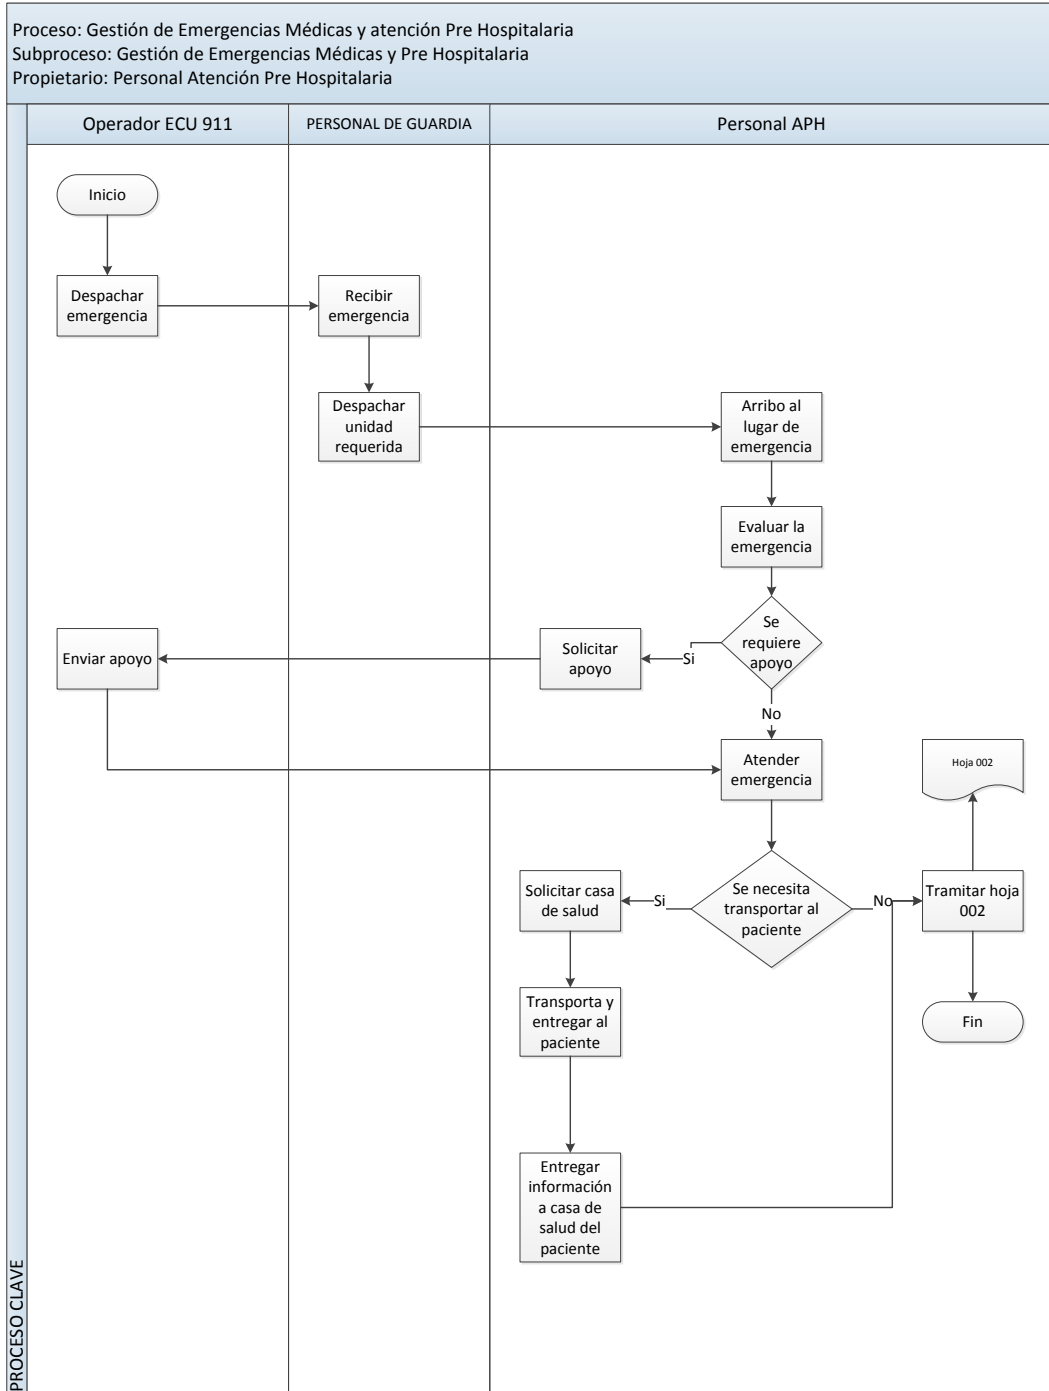 Proceso: Gestión de Emergencias Médicas y atención Pre Hospitalaria
Subproceso: Gestión de Emergencias Médicas y Pre Hospitalaria
Propietario: Personal Atención Pre Hospitalaria
Operador ECU 911
PERSONAL DE GUARDIA
Personal APH
Inicio
Despachar
emergencia
Recibir
emergencia
Despachar
unidad
requerida
Arribo al
lugar de
emergencia
Evaluar la
emergencia
Se
requiere
apoyo
Si
Solicitar
apoyo
Enviar apoyo
No
Atender
emergencia
Hoja 002
Se necesita
transportar al
paciente
Si
Solicitar casa
de salud
No
Tramitar hoja
002
Transporta y
entregar al
paciente
Fin
Entregar
información
a casa de
salud del
paciente
PROCESO CLAVE